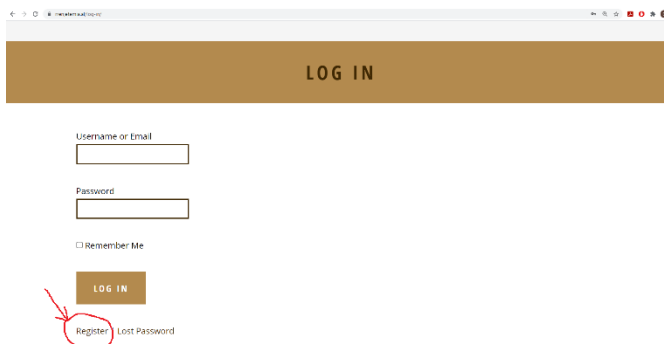 LOG IN
Username or Email
Password
Remember Me
LOG IN
Register Lost Password